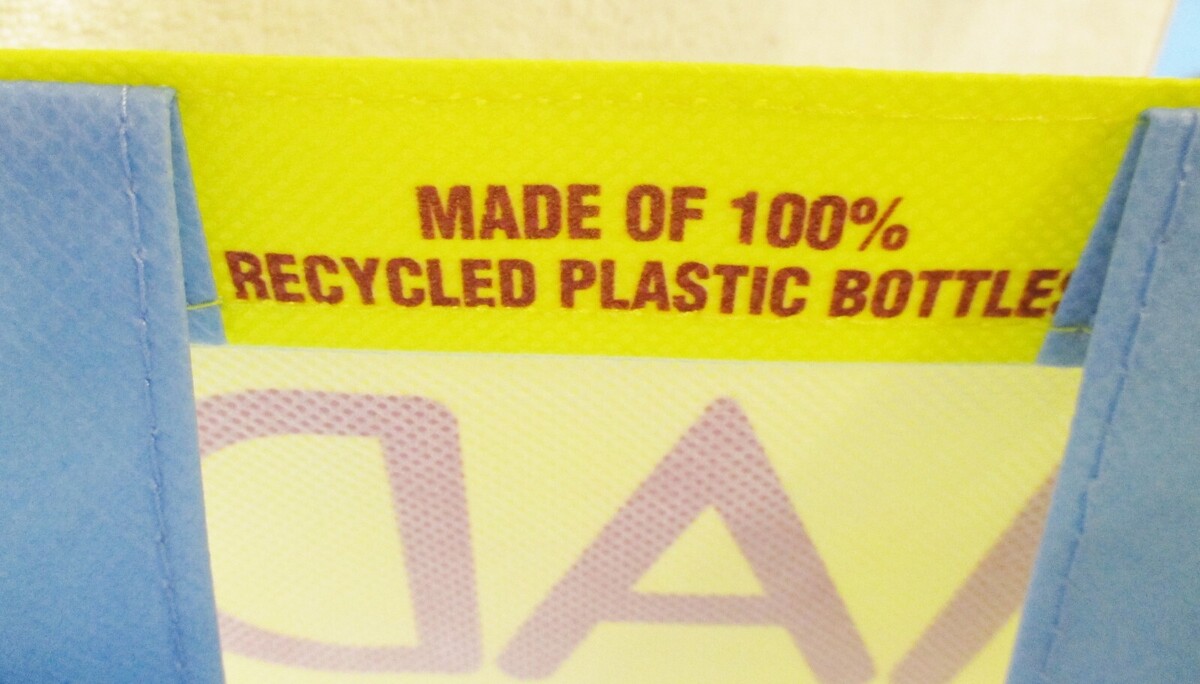 MADE OF 100%
RECYCLED PLASTIC BOTTLES